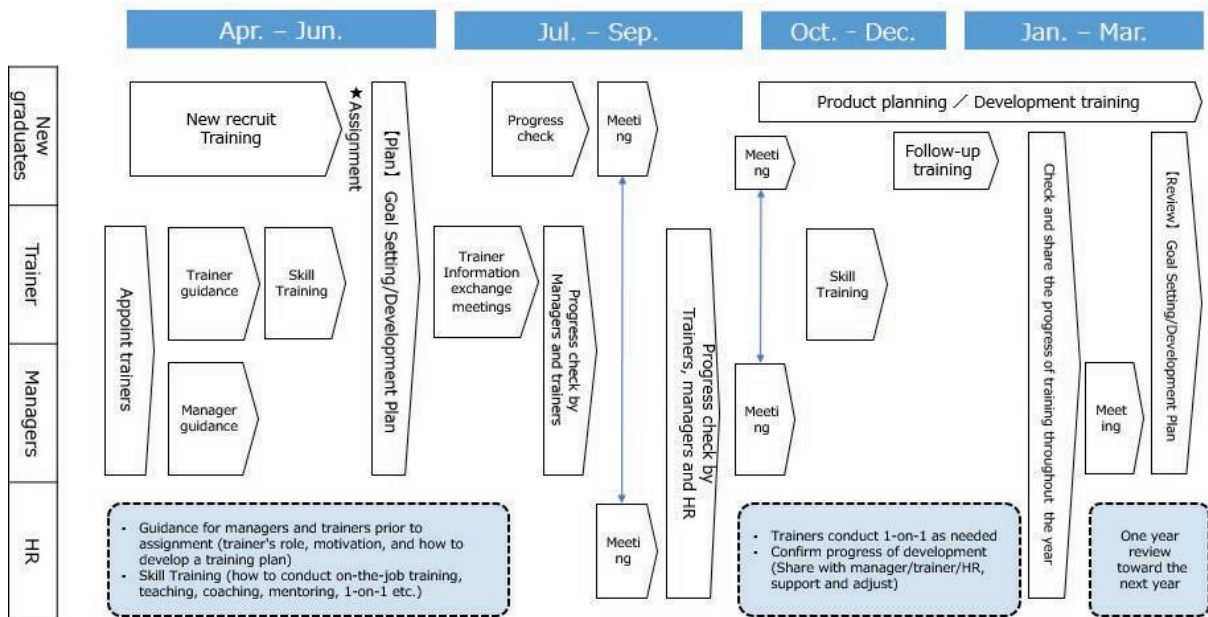 Apr. – Jun.
Jul. – Sep.
Oct. - Dec.
Jan. – Mar.
New
graduates
New recruit
Training
★Assignment
【Plan】 Goal Setting/Development Plan
Progress
check
Meeti
ng
Product planning ／ Development training
Meeti
ng
Follow-up
training
Check and share the progress of training throughout the year
【Review】 Goal Setting/Development Plan
Trainer
Appoint trainers
Trainer
guidance
Skill
Training
Trainer
Information
exchange
meetings
Progress check by
Managers and trainers
Progress check by
Trainers, managers and HR
Skill
Training
Managers
Manager
guidance
Meeti
ng
Meet
ing
HR
• Guidance for managers and trainers prior to
assignment (trainer's role, motivation, and how to
develop a training plan)
• Skill Training (how to conduct on-the-job training,
teaching, coaching, mentoring, 1-on-1 etc.)
Meeti
ng
• Trainers conduct 1-on-1 as needed
• Confirm progress of development
(Share with manager/trainer/HR,
support and adjust)
One year
review
toward the
next year